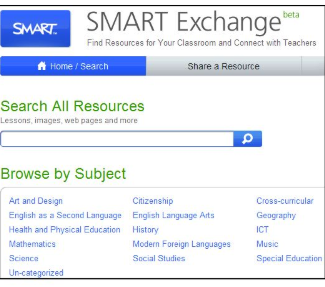 SMART
SMART Exchange beta
Find Resources for Your Classroom and Connect with Teachers
Home / Search
Share a Resource
Search All Resources
Lessons, images, web pages and more
Browse by Subject
Art and Design Citizenship Cross-curricular
English as a Second Language English Language Arts Geography
Health and Physical Education History ICT
Mathematics Modern Foreign Languages Music
Science Social Studies Special Education
Un-categorized